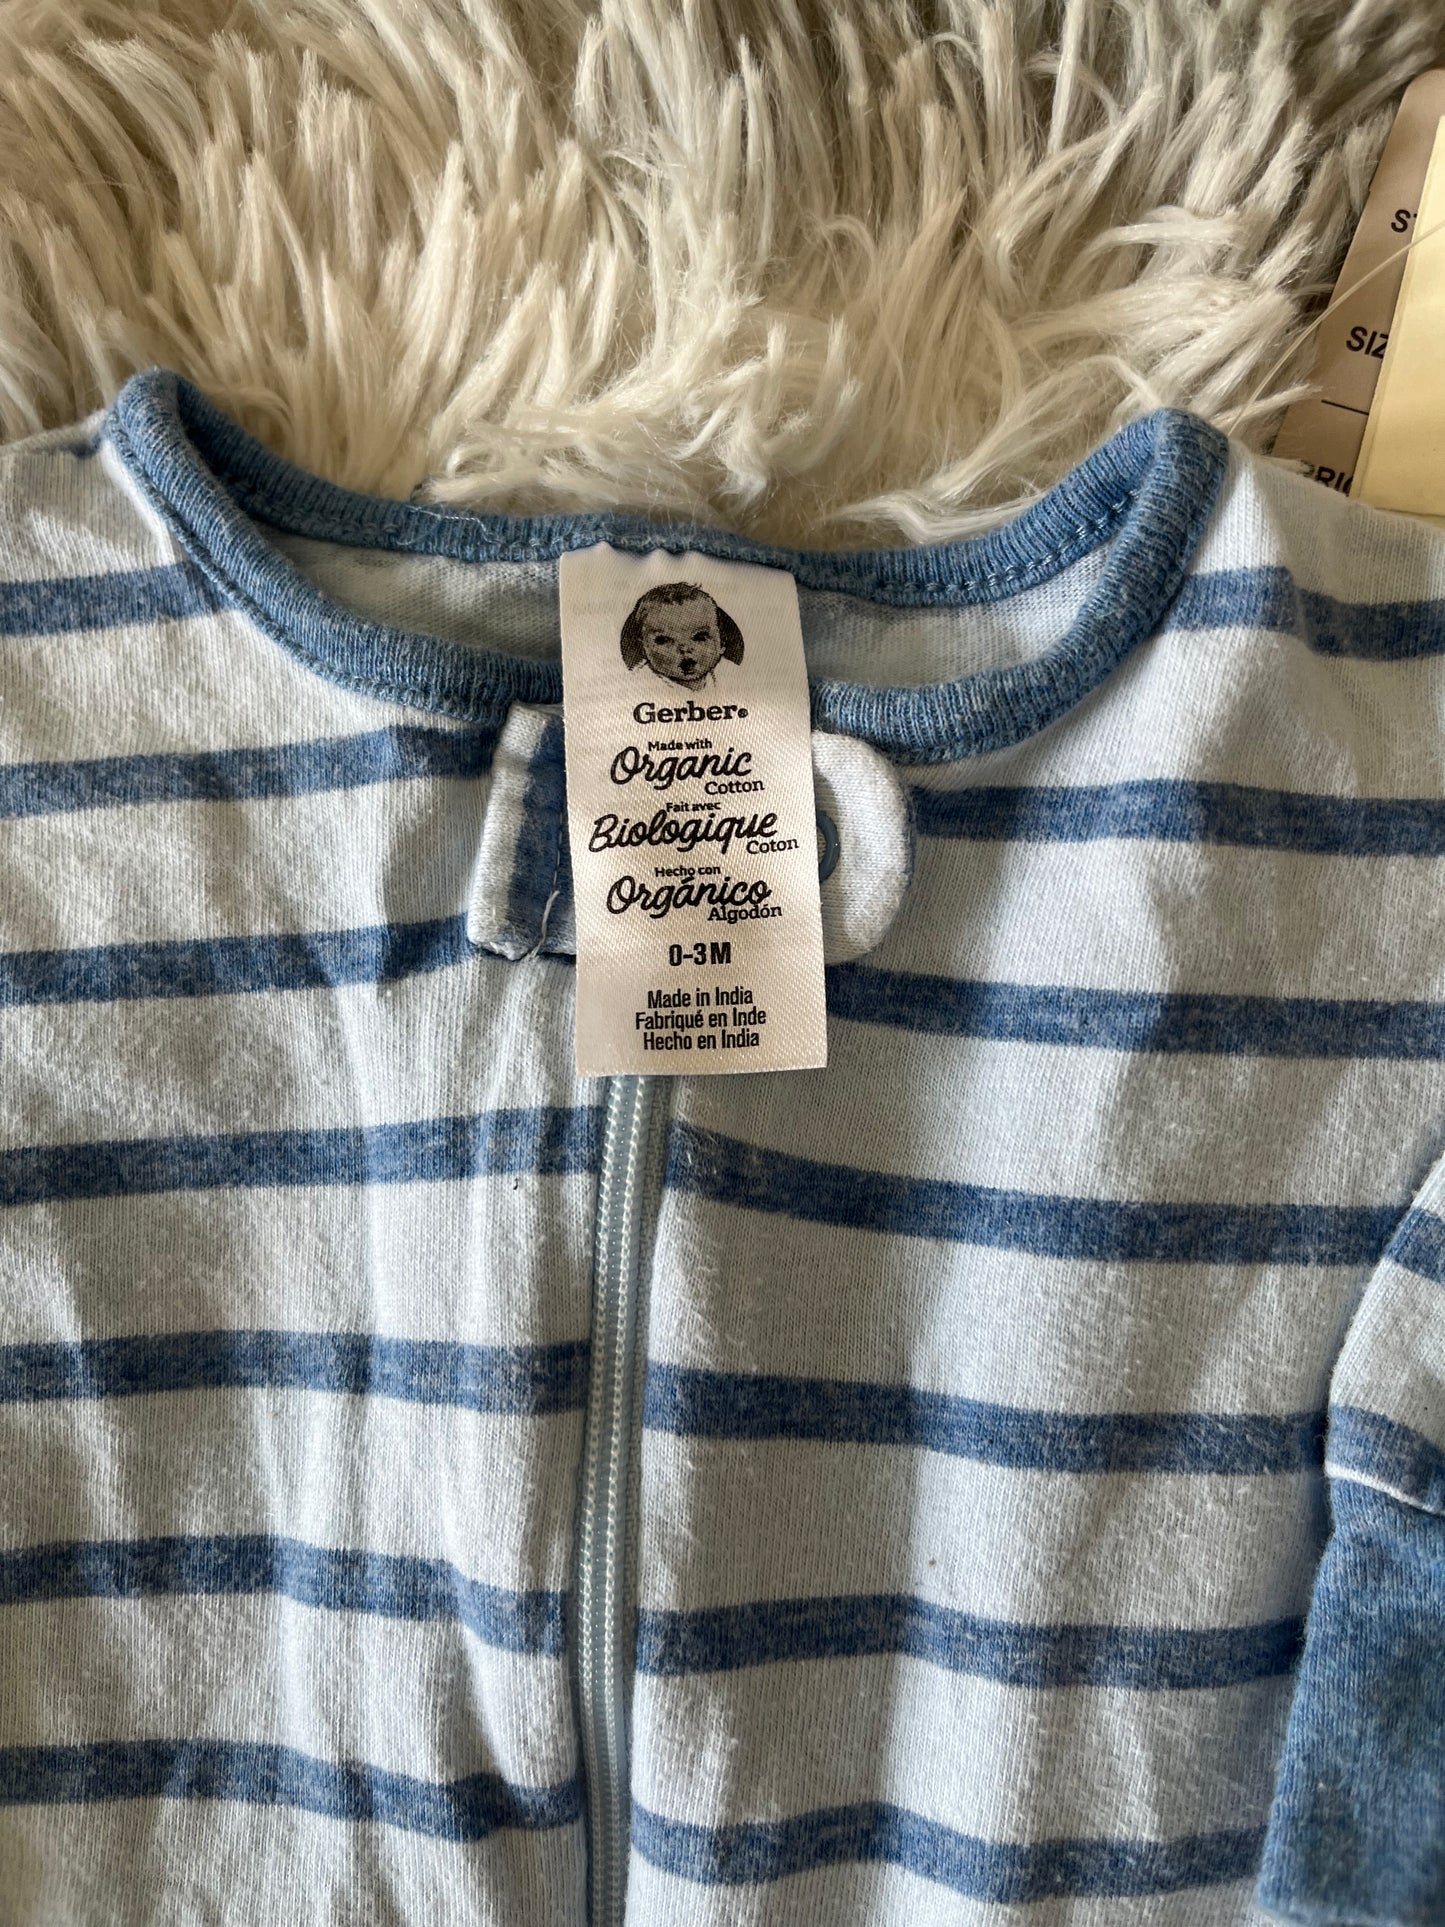 Gerber®
Made with
Organic
Cotton
Fait avec
Biologique
Coton
Hecho con
Orgánico
Algodón
0-3 M
Made in India
Fabriqué en Inde
Hecho en India